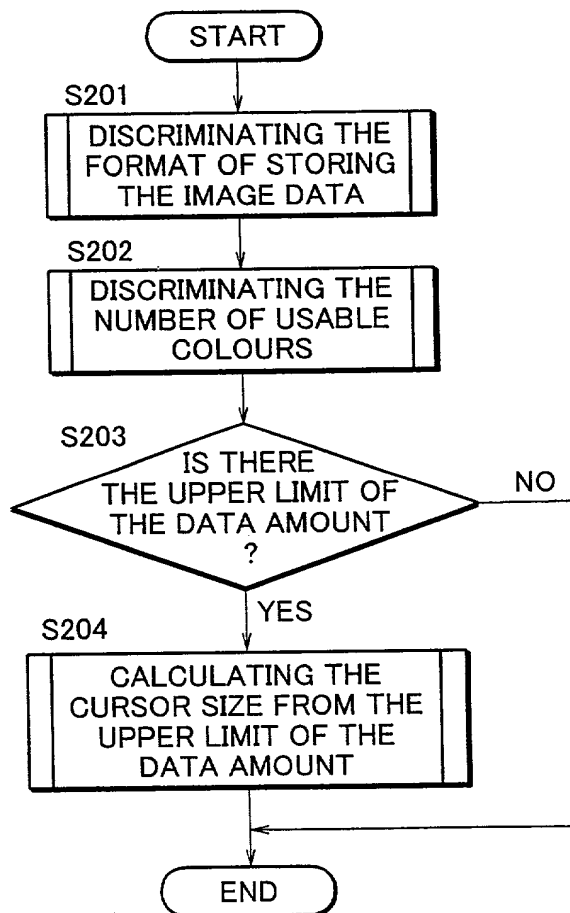 START
S201
DISCRIMINATING THE
FORMAT OF STORING
THE IMAGE DATA
S202
DISCRIMINATING THE
NUMBER OF USABLE
COLOURS
S203
IS THERE
THE UPPER LIMIT OF
THE DATA AMOUNT
?
NO
YES
S204
CALCULATING THE
CURSOR SIZE FROM THE
UPPER LIMIT OF THE
DATA AMOUNT
END